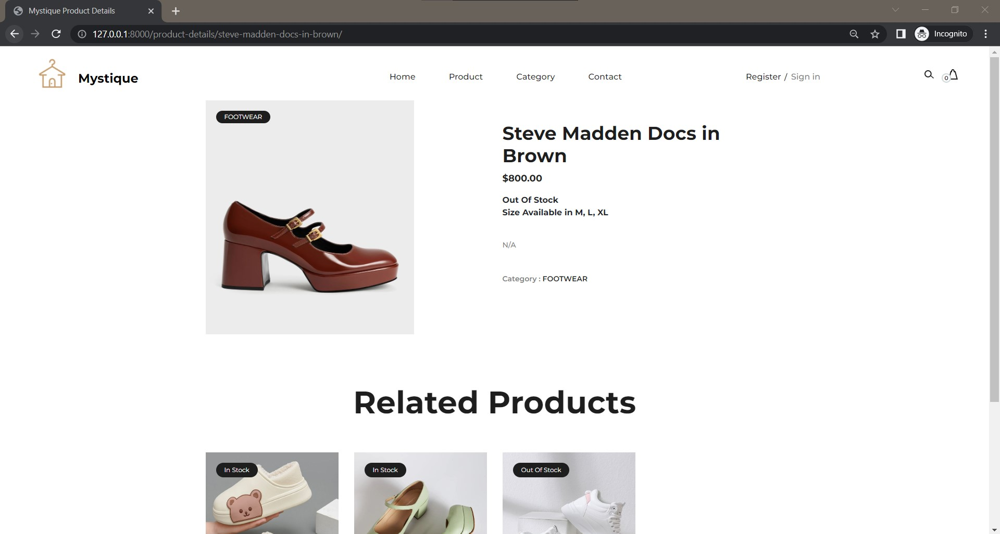 Mystique Product Details
127.0.0.1:8000/product-details/steve-madden-docs-in-brown/
Incognito
Mystique
Home
Product
Category
Contact
Register / Sign in
0
FOOTWEAR
Steve Madden Docs in
Brown
$800.00
Out Of Stock
Size Available in M, L, XL
N/A
Category : FOOTWEAR
Related Products
In Stock
In Stock
Out Of Stock